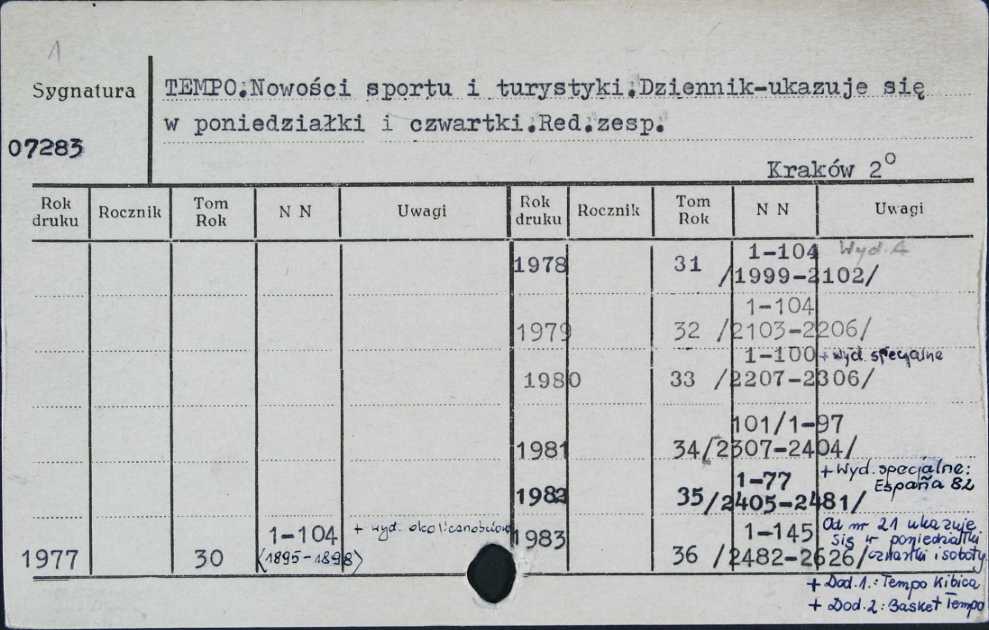 1
Sygnatura
TEMPO.Nowości sportu i turystyki.Dziennik-ukazuje się
w poniedziałki i czwartki.Red.zesp.
07283
Kraków 2°
Rok druku Rocznik Tom Rok N N Uwagi Rok druku Rocznik Tom Rok N N Uwagi
1978 31 1-104 Wyd. A
/1999-2102/
1979 32 1-104
/2103-2206/
1980 33 1-100 + wyd. specjalne
/2207-2306/
1981 34 101/1-97
/2307-2404/
1982 35 1-77 + Wyd. specjalne:
/2405-2481/ España 82
1977 30 1-104 + wyd. okolicznościowe
(1895-1898)
1983 36 1-145 Od nr 21 ukazuje
się w poniedziałki
/2482-2626/ czwartki i soboty
+ Dod. 1.: Tempo Kibica
+ Dod. 2: Basket Tempo